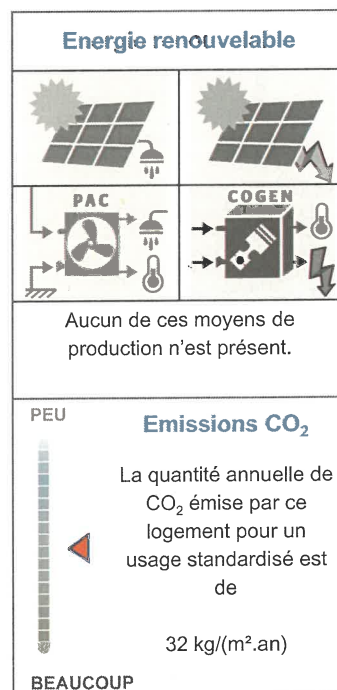 Energie renouvelable
PAC
COGEN
Aucun de ces moyens de
production n'est présent.
PEU
Emissions CO₂
La quantité annuelle de
CO₂ émise par ce
logement pour un
usage standardisé est
de
32 kg/(m².an)
BEAUCOUP